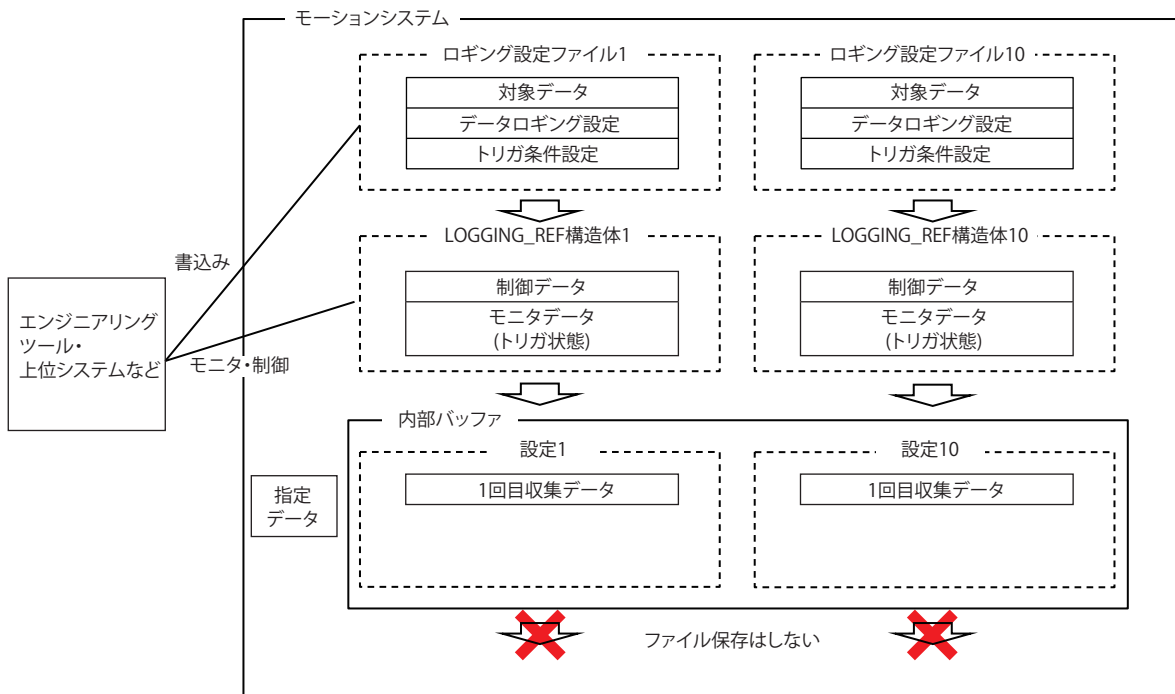 モーションシステム
ロギング設定ファイル1
対象データ
データロギング設定
トリガ条件設定
ロギング設定ファイル10
対象データ
データロギング設定
トリガ条件設定
書込み
LOGGING_REF構造体1
制御データ
モニタデータ
(トリガ状態)
LOGGING_REF構造体10
制御データ
モニタデータ
(トリガ状態)
エンジニアリング
ツール・
上位システムなど
モニタ・制御
内部バッファ
設定1
1回目収集データ
設定10
1回目収集データ
指定
データ
ファイル保存はしない